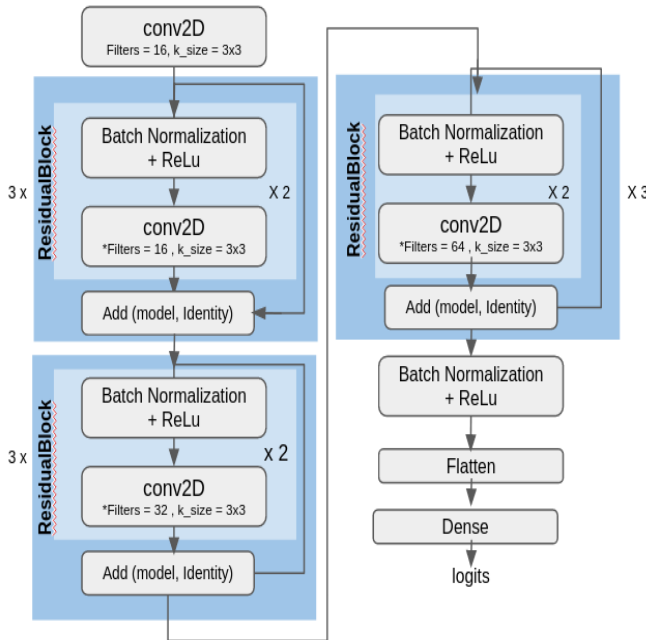 conv2D
Filters = 16, k_size = 3x3
ResidualBlock
Batch Normalization
+ ReLu
3 x
X 2
conv2D
*Filters = 16 , k_size = 3x3
Add (model, Identity)
ResidualBlock
Batch Normalization
+ ReLu
3 x
x 2
conv2D
*Filters = 32 , k_size = 3x3
Add (model, Identity)
ResidualBlock
Batch Normalization
+ ReLu
X 2
X 3
conv2D
*Filters = 64 , k_size = 3x3
Add (model, Identity)
Batch Normalization
+ ReLu
Flatten
Dense
logits